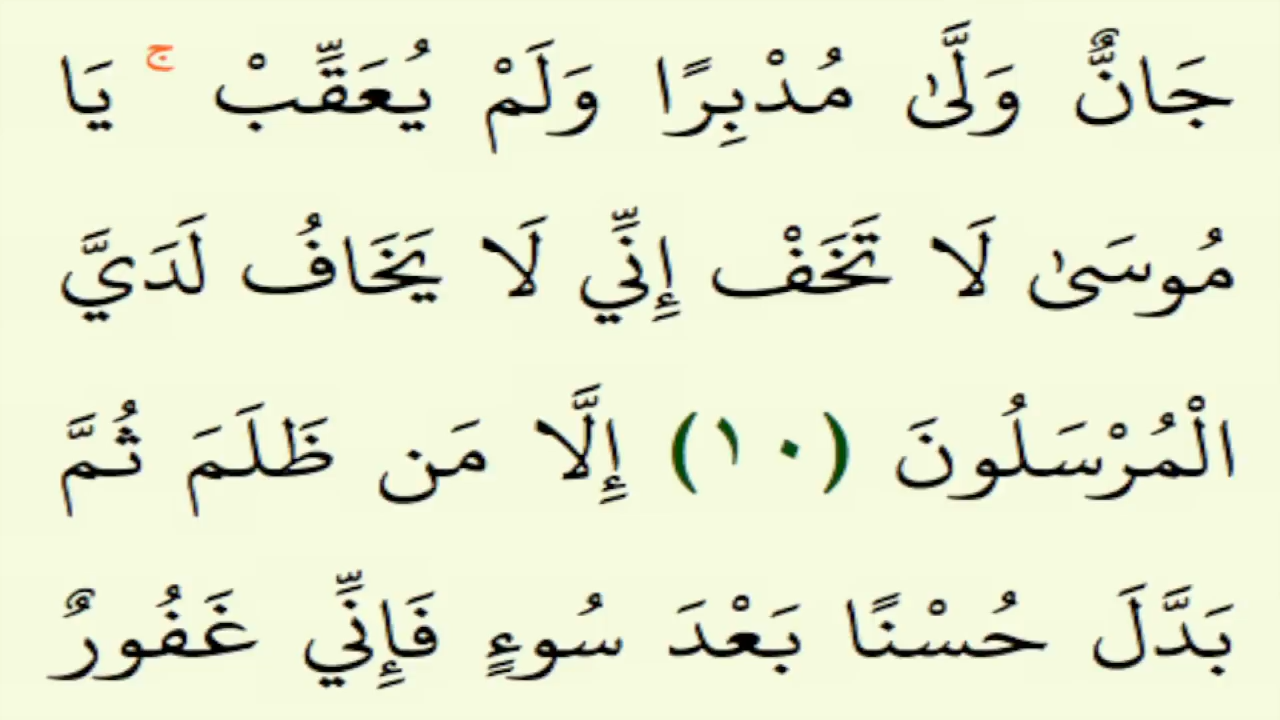 جَانٌّ وَلَّىٰ مُدْبِرًا وَلَمْ يُعَقِّبْ ۚ يَا
مُوسَىٰ لَا تَخَفْ إِنِّي لَا يَخَافُ لَدَيَّ
الْمُرْسَلُونَ (١٠) إِلَّا مَن ظَلَمَ ثُمَّ
بَدَّلَ حُسْنًا بَعْدَ سُوءٍ فَإِنِّي غَفُورٌ